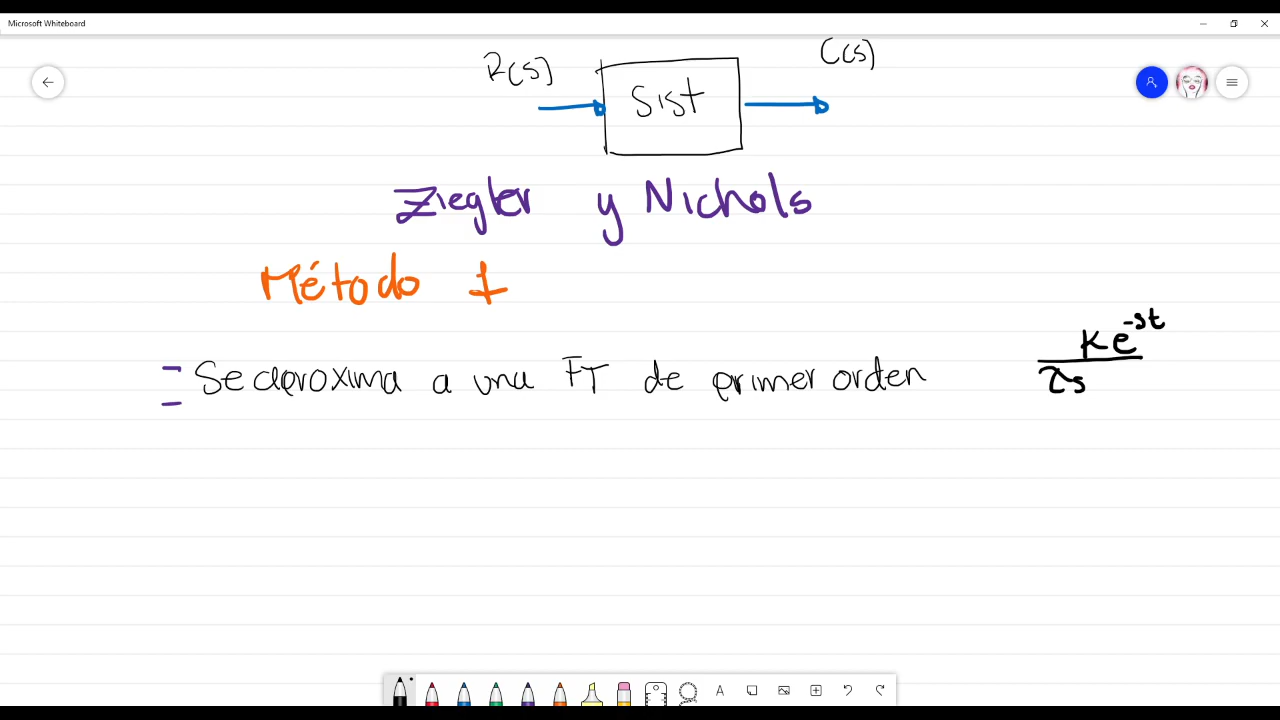 Microsoft Whiteboard
R(s)
Sist
C(s)
Ziegler y Nichols
Método 1
Se aproxima a una FT de primer orden
Ke^-st
τs
A